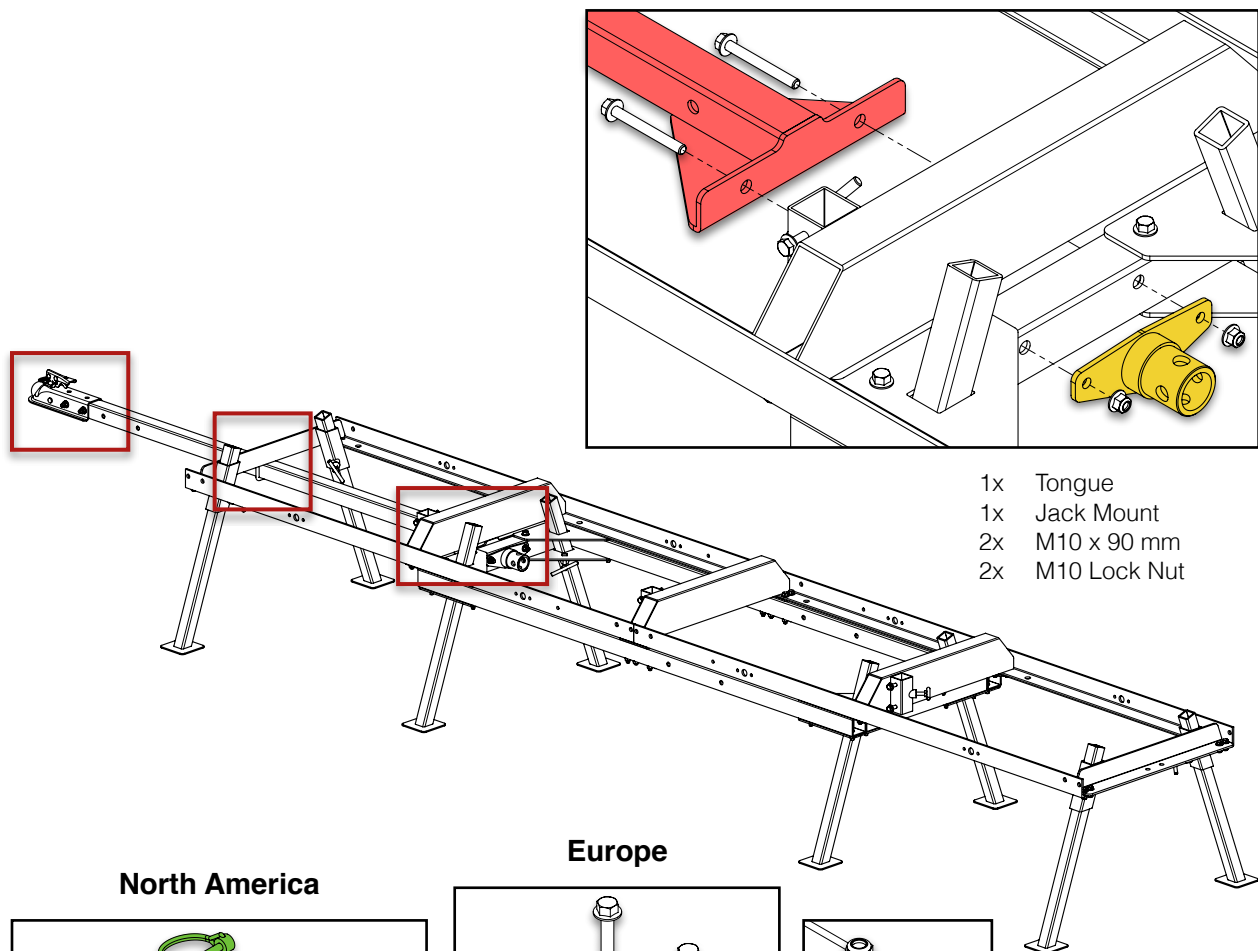 1x Tongue
1x Jack Mount
2x M10 x 90 mm
2x M10 Lock Nut
Europe
North America